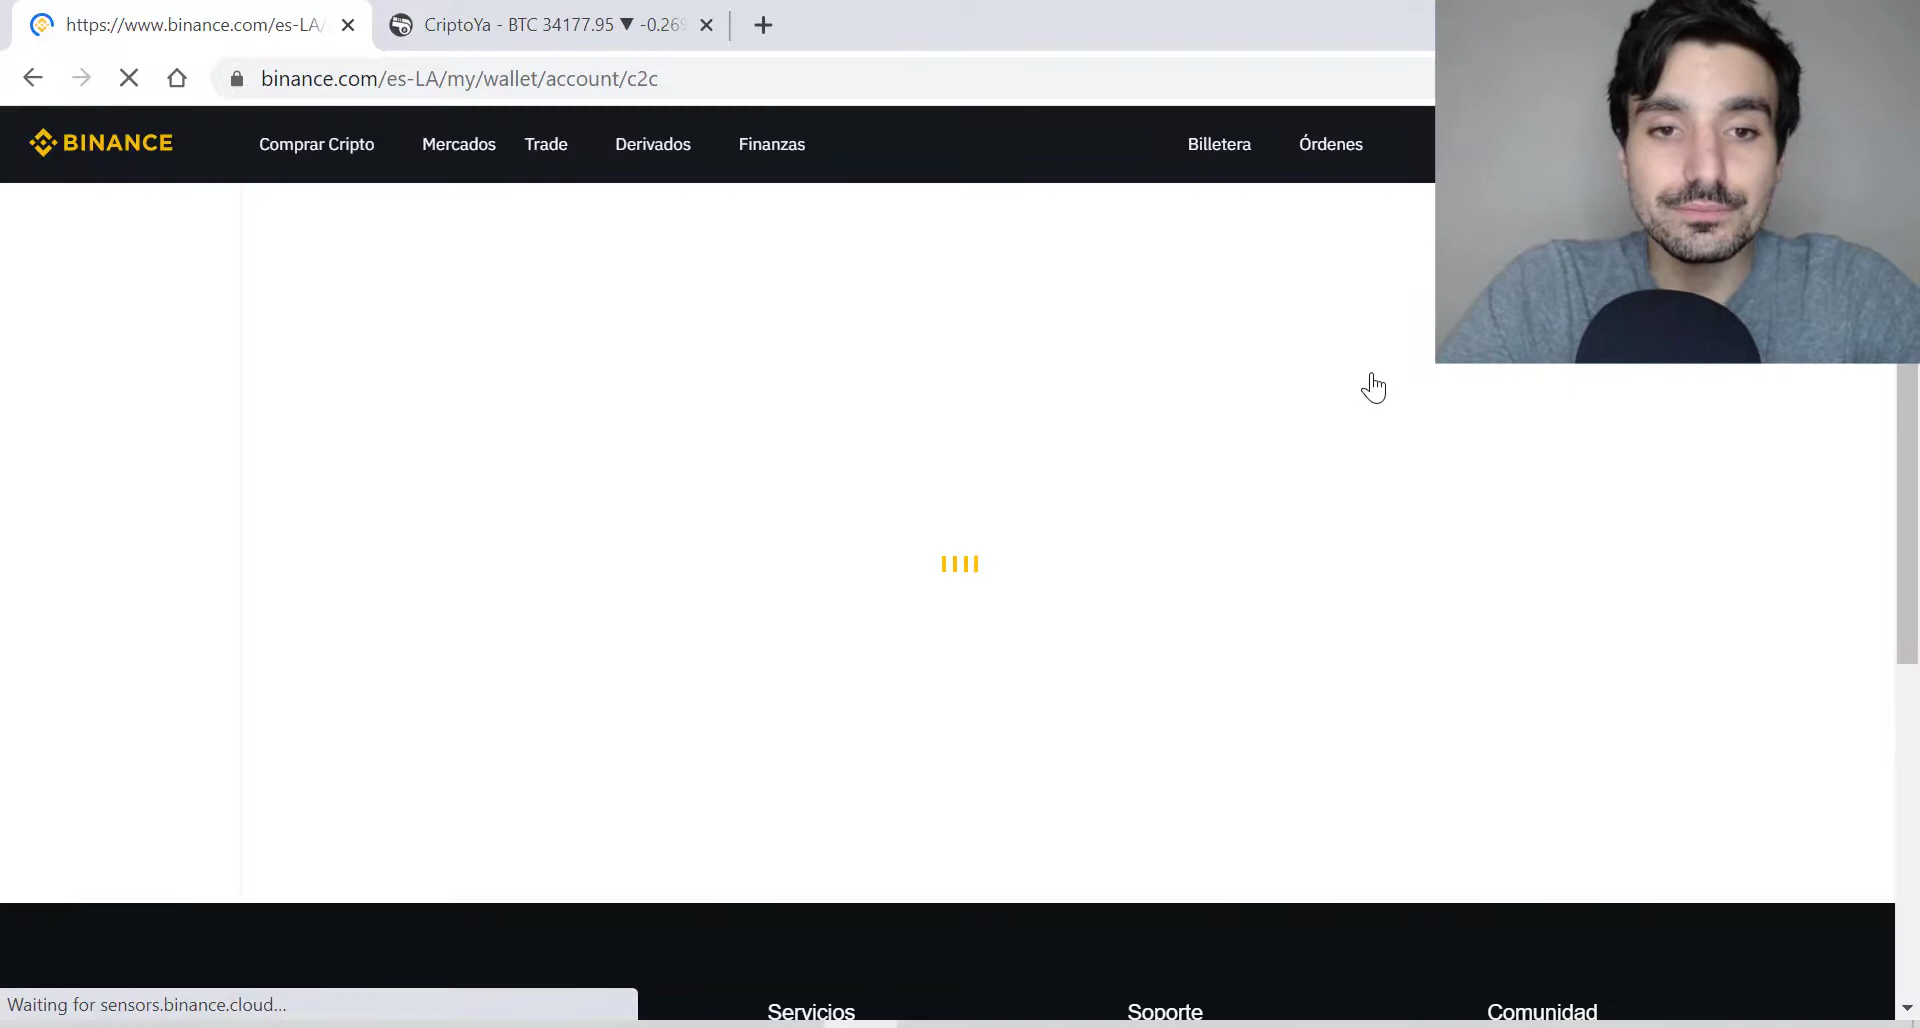 https://www.binance.com/es-LA/
CriptoYa - BTC 34177.95 ▼ -0.269
binance.com/es-LA/my/wallet/account/c2c
BINANCE
Comprar Cripto
Mercados
Trade
Derivados
Finanzas
Billetera
Órdenes
Waiting for sensors.binance.cloud...
Servicios
Soporte
Comunidad